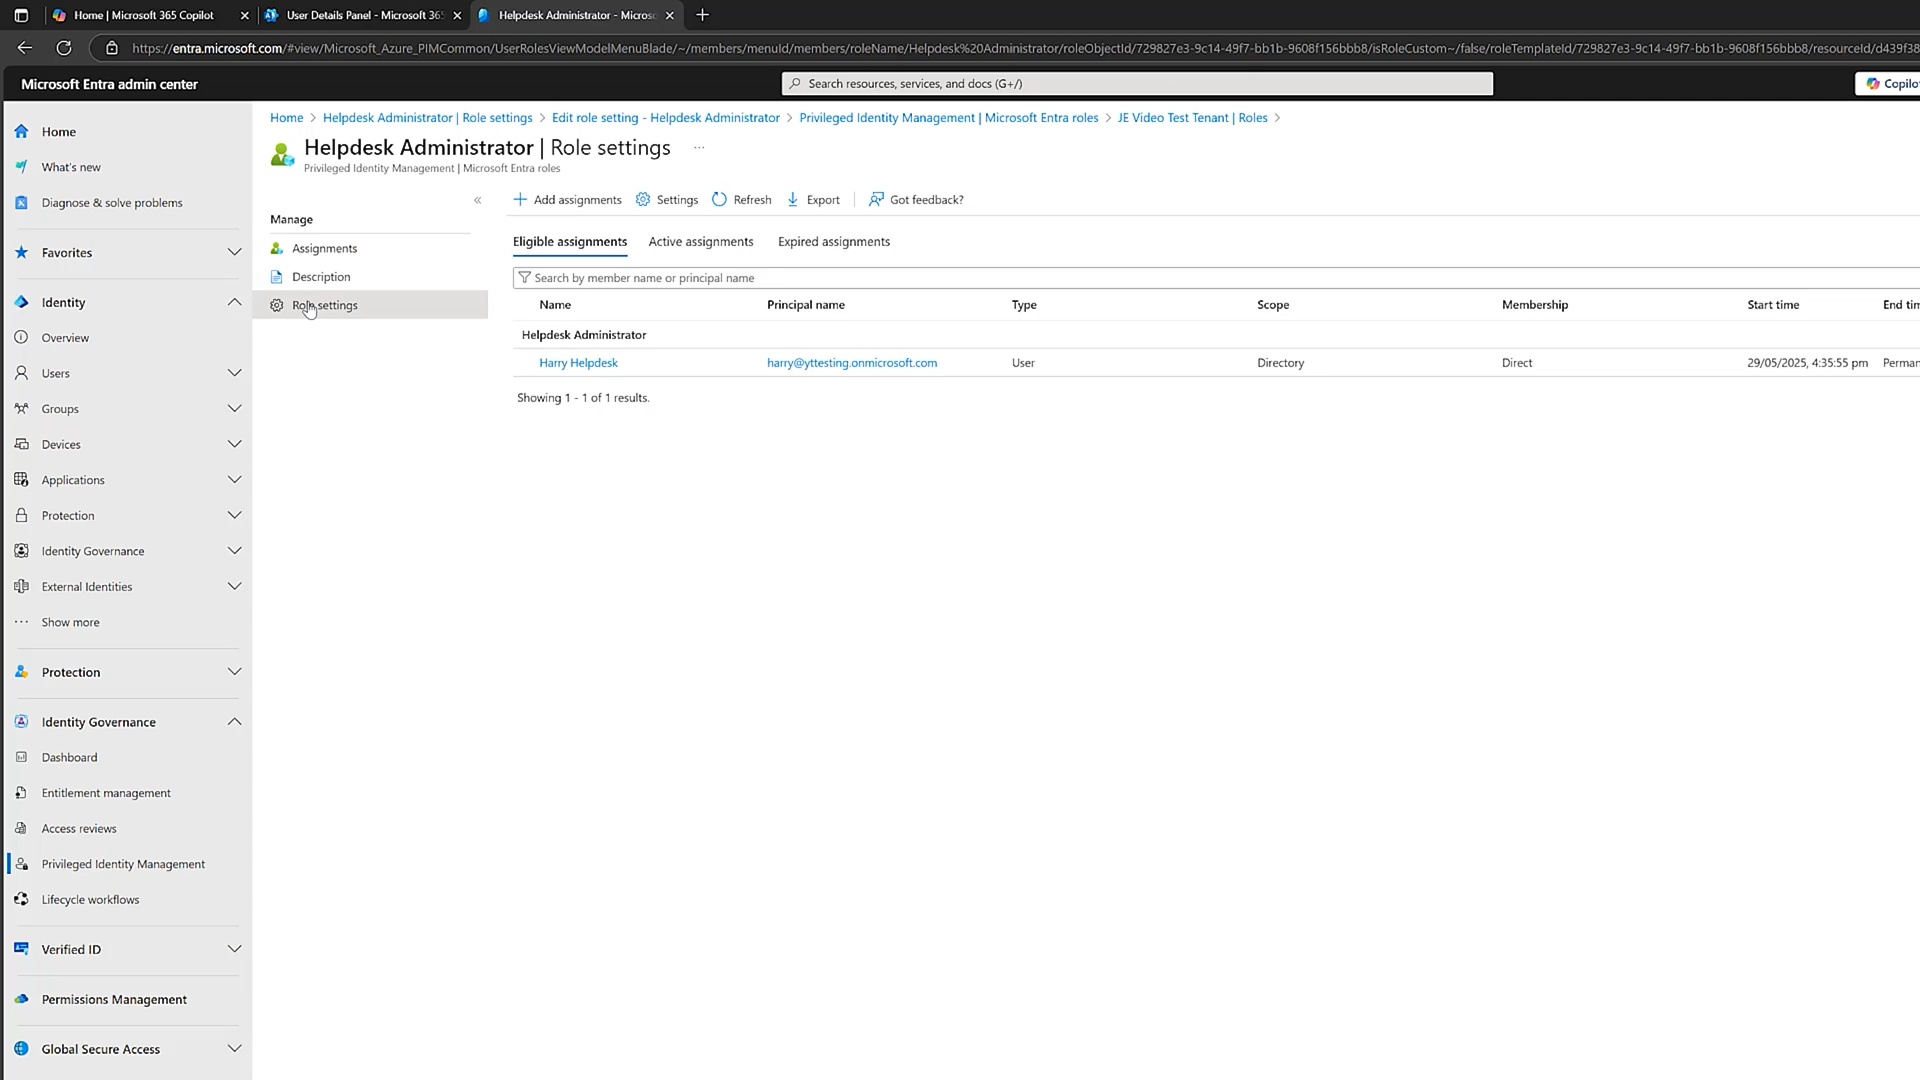 Home | Microsoft 365 Copilot
User Details Panel - Microsoft 365
Helpdesk Administrator - Micros
https://entra.microsoft.com/#view/Microsoft_Azure_PIMCommon/UserRolesViewModelMenuBlade/~/members/menuId/members/roleName/Helpdesk%20Administrator/roleObjectId/729827e3-9c14-49f7-bb1b-9608f156bbb8/isRoleCustom~/false/roleTemplateId/729827e3-9c14-49f7-bb1b-9608f156bbb8/resourceId/d439f38
Microsoft Entra admin center
Search resources, services, and docs (G+/)
Copilot
Home > Helpdesk Administrator | Role settings > Edit role setting - Helpdesk Administrator > Privileged Identity Management | Microsoft Entra roles > JE Video Test Tenant | Roles >
Helpdesk Administrator | Role settings ...
Privileged Identity Management | Microsoft Entra roles
Home
What's new
Diagnose & solve problems
Favorites
Identity
Overview
Users
Groups
Devices
Applications
Protection
Identity Governance
External Identities
Show more
Protection
Identity Governance
Dashboard
Entitlement management
Access reviews
Privileged Identity Management
Lifecycle workflows
Verified ID
Permissions Management
Global Secure Access
Manage
Assignments
Description
Role settings
Add assignments Settings Refresh Export Got feedback?
Eligible assignments Active assignments Expired assignments
Search by member name or principal name
Name Principal name Type Scope Membership Start time End tim
Helpdesk Administrator
Harry Helpdesk harry@yttesting.onmicrosoft.com User Directory Direct 29/05/2025, 4:35:55 pm Perman
Showing 1 - 1 of 1 results.